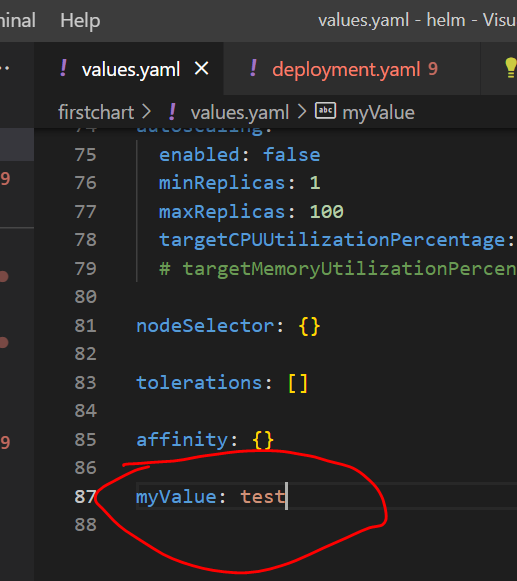 minal Help values.yaml - helm - Visu
! values.yaml × ! deployment.yaml 9
firstchart > ! values.yaml > abc myValue
74 autoscaling:
75 enabled: false
76 minReplicas: 1
77 maxReplicas: 100
78 targetCPUUtilizationPercentage:
79 # targetMemoryUtilizationPercen
80
81 nodeSelector: {}
82
83 tolerations: []
84
85 affinity: {}
86
87 myValue: test
88
9
9